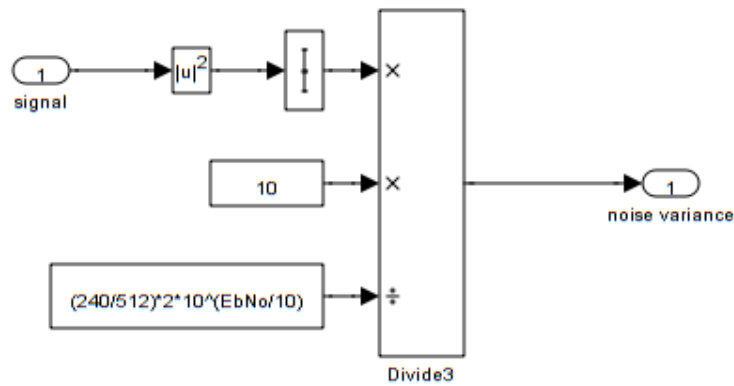 1
signal
|u|²
×
10
×
(240/512)*2*10^(EbNo/10)
÷
Divide3
1
noise variance